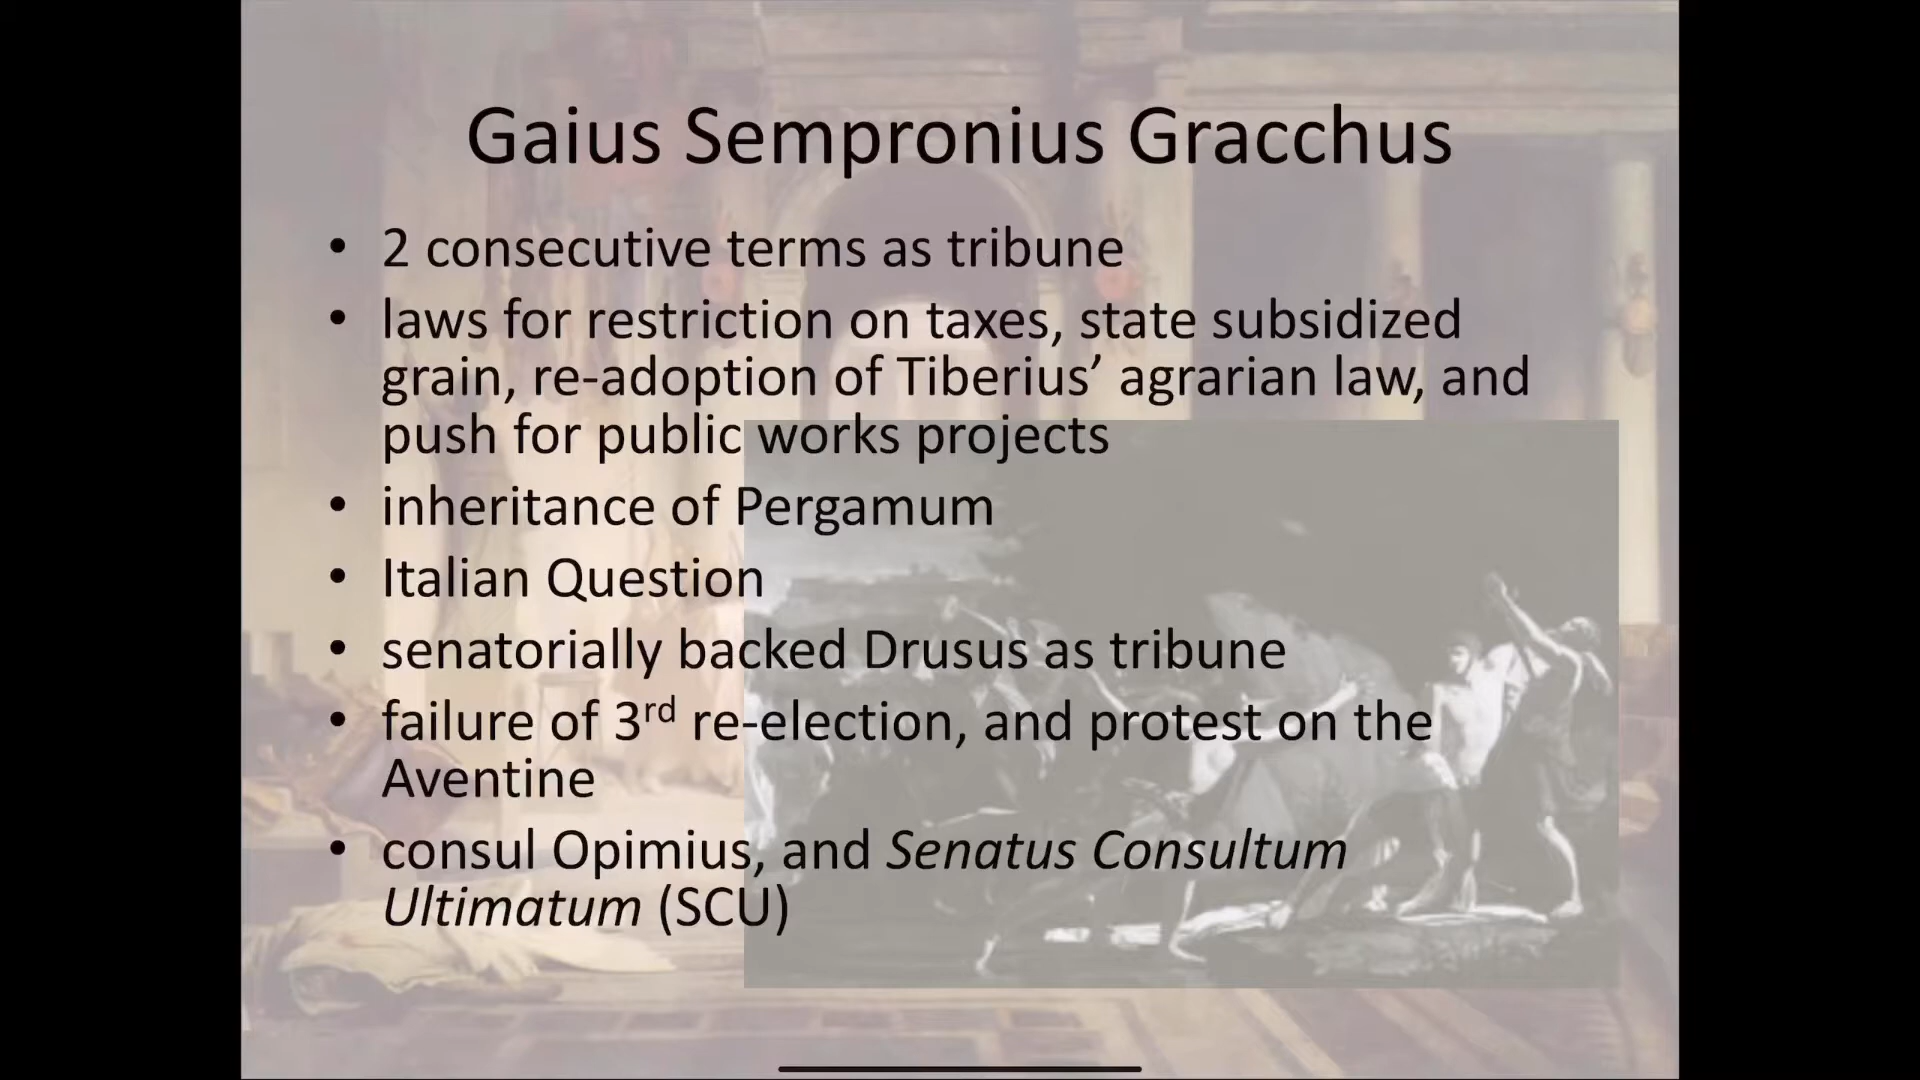 Gaius Sempronius Gracchus
• 2 consecutive terms as tribune
• laws for restriction on taxes, state subsidized
grain, re-adoption of Tiberius’ agrarian law, and
push for public works projects
• inheritance of Pergamum
• Italian Question
• senatorially backed Drusus as tribune
• failure of 3rd re-election, and protest on the
Aventine
• consul Opimius, and Senatus Consultum
Ultimatum (SCU)